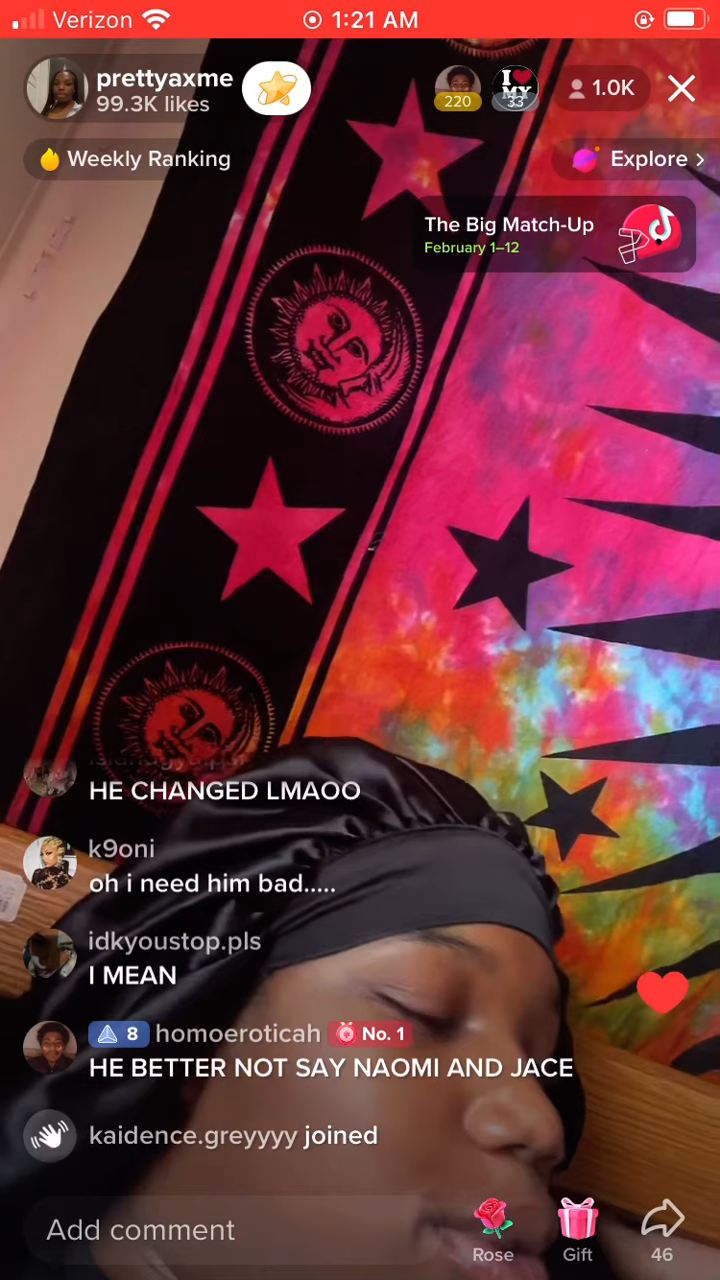 Verizon 1:21 AM
prettyaxme
99.3K likes
220
I MY
33
1.0K
Weekly Ranking
Explore >
The Big Match-Up
February 1–12
HE CHANGED LMAOO
k9oni
oh i need him bad.....
idkyoustop.pls
I MEAN
8 homoeroticah No. 1
HE BETTER NOT SAY NAOMI AND JACE
kaidence.greyyyy joined
Add comment
Rose
Gift
46